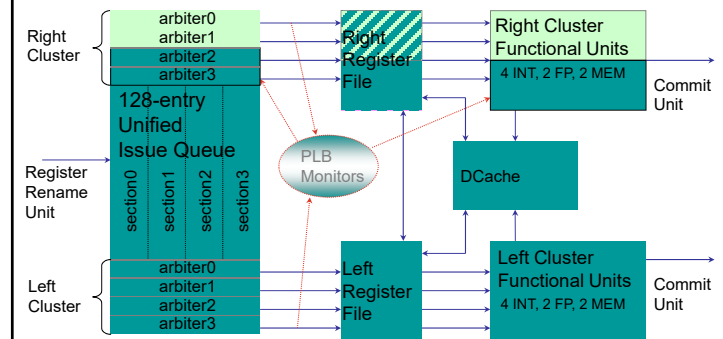 Right
Cluster
arbiter0
arbiter1
arbiter2
arbiter3
Right
Register
File
Right Cluster
Functional Units
4 INT, 2 FP, 2 MEM
Commit
Unit
128-entry
Unified
Issue Queue
Register
Rename
Unit
section0
section1
section2
section3
PLB
Monitors
DCache
Left
Cluster
arbiter0
arbiter1
arbiter2
arbiter3
Left
Register
File
Left Cluster
Functional Units
4 INT, 2 FP, 2 MEM
Commit
Unit